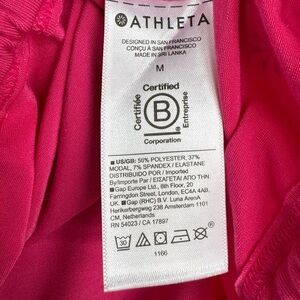 ATHLETA
DESIGNED IN SAN FRANCISCO
CONÇU À SAN FRANCISCO
MADE IN SRI LANKA
M
Certified
Certifiée
B
Entreprise
Corporation
■ US/GB: 56% POLYESTER, 37%
MODAL, 7% SPANDEX / ELASTANE
DISTRIBUIDO POR / Imported
By/Importe Par / ΕΙΣΑΓΕΤΑΙ ΑΠΟ ΤΗΝ
■ Gap Europe Ltd., 8th Floor, 20
Farringdon Street, London, EC4A 4AB,
UK. ■ Gap (RHC) B.V. Luna ArenA
Herikerbergweg 238 Amsterdam 1101
CM, Netherlands
RN 54023 / CA 17897
30
1166